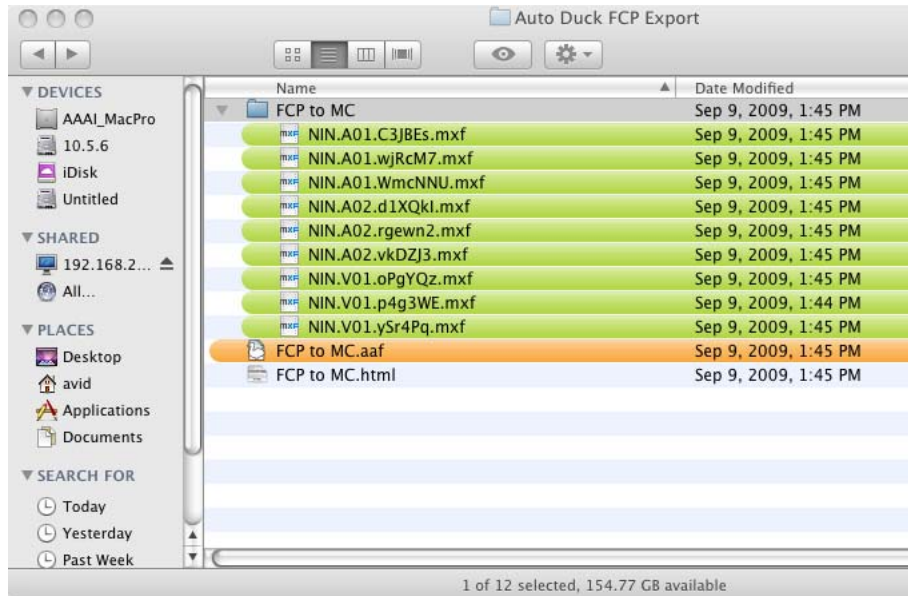 Auto Duck FCP Export
Name Date Modified
DEVICES
AAAI_MacPro
10.5.6
iDisk
Untitled
SHARED
192.168.2...
All...
PLACES
Desktop
avid
Applications
Documents
SEARCH FOR
Today
Yesterday
Past Week
FCP to MC Sep 9, 2009, 1:45 PM
NIN.A01.C3JBEs.mxf Sep 9, 2009, 1:45 PM
NIN.A01.wjRcM7.mxf Sep 9, 2009, 1:45 PM
NIN.A01.WmcNNU.mxf Sep 9, 2009, 1:45 PM
NIN.A02.d1XQkI.mxf Sep 9, 2009, 1:45 PM
NIN.A02.rgewn2.mxf Sep 9, 2009, 1:45 PM
NIN.A02.vkDZJ3.mxf Sep 9, 2009, 1:45 PM
NIN.V01.oPgYQz.mxf Sep 9, 2009, 1:45 PM
NIN.V01.p4g3WE.mxf Sep 9, 2009, 1:44 PM
NIN.V01.ySr4Pq.mxf Sep 9, 2009, 1:45 PM
FCP to MC.aaf Sep 9, 2009, 1:45 PM
FCP to MC.html Sep 9, 2009, 1:45 PM
1 of 12 selected, 154.77 GB available